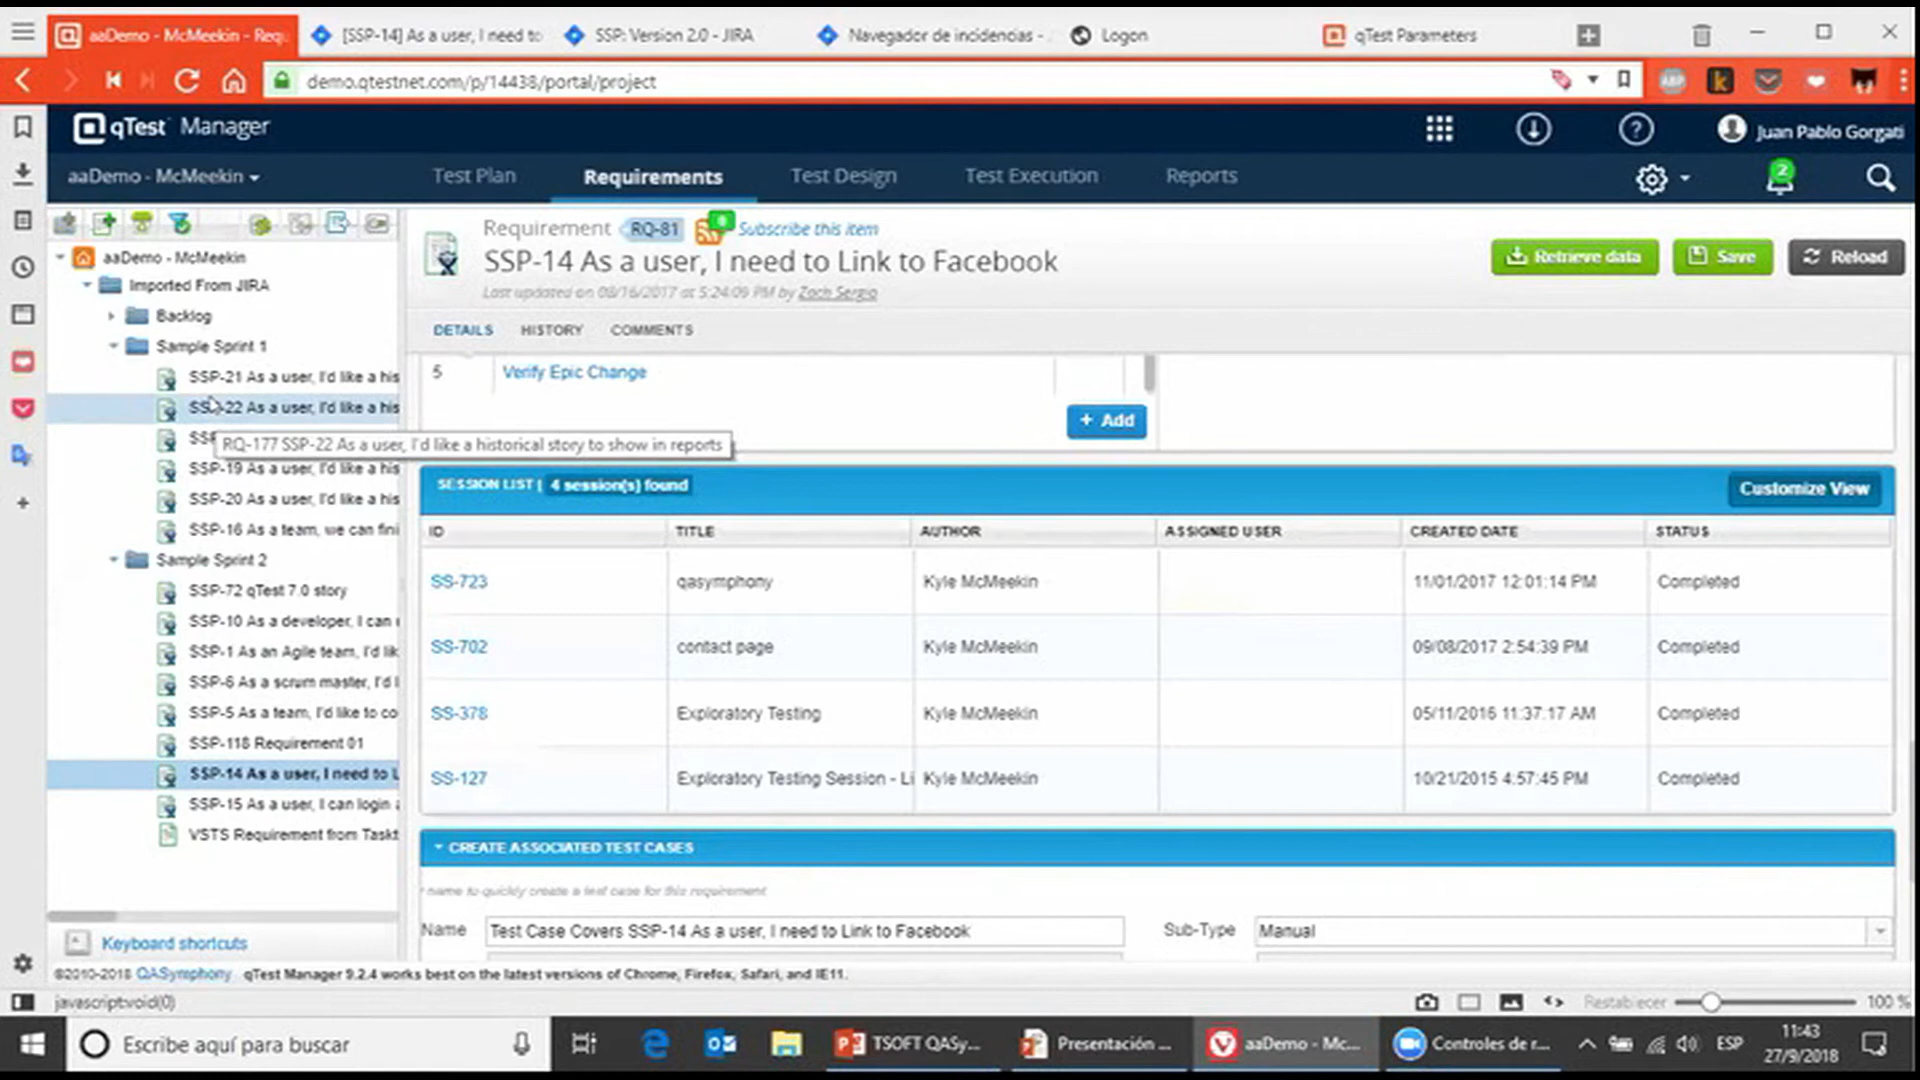 aaDemo - McMeekin - Requ
[SSP-14] As a user, I need to
SSP: Version 2.0 - JIRA
Navegador de incidencias -
Logon
qTest Parameters
demo.qtestnet.com/p/14438/portal/project
qTest Manager
Juan Pablo Gorgati
aaDemo - McMeekin
Test Plan
Requirements
Test Design
Test Execution
Reports
2
aaDemo - McMeekin
Imported From JIRA
Backlog
Sample Sprint 1
SSP-21 As a user, I'd like a his
SSP-22 As a user, I'd like a his
SSP
RQ-177 SSP-22 As a user, I'd like a historical story to show in reports
SSP-19 As a user, I'd like a his
SSP-20 As a user, I'd like a his
SSP-16 As a team, we can fini
Sample Sprint 2
SSP-72 qTest 7.0 story
SSP-10 As a developer, I can
SSP-1 As an Agile team, I'd lik
SSP-6 As a scrum master, I'd l
SSP-5 As a team, I'd like to co
SSP-118 Requirement 01
SSP-14 As a user, I need to L
SSP-15 As a user, I can login
VSTS Requirement from Taskt
Keyboard shortcuts
Requirement RQ-81 0 Subscribe this item
SSP-14 As a user, I need to Link to Facebook
Last updated on 08/16/2017 at 5:24:09 PM by Zach Sergio
Retrieve data
Save
Reload
DETAILS HISTORY COMMENTS
5 Verify Epic Change
+ Add
SESSION LIST | 4 session(s) found
Customize View
ID TITLE AUTHOR ASSIGNED USER CREATED DATE STATUS
SS-723 qasymphony Kyle McMeekin 11/01/2017 12:01:14 PM Completed
SS-702 contact page Kyle McMeekin 09/08/2017 2:54:39 PM Completed
SS-378 Exploratory Testing Kyle McMeekin 05/11/2016 11:37:17 AM Completed
SS-127 Exploratory Testing Session - Li Kyle McMeekin 10/21/2015 4:57:45 PM Completed
CREATE ASSOCIATED TEST CASES
name to quickly create a test case for this requirement
Name Test Case Covers SSP-14 As a user, I need to Link to Facebook
Sub-Type Manual
©2010-2018 QASymphony qTest Manager 9.2.4 works best on the latest versions of Chrome, Firefox, Safari, and IE11.
javascript:void(0)
Restablecer
100 %
Escribe aquí para buscar
TSOFT QASy...
Presentación ...
aaDemo - Mc...
Controles de r...
ESP
11:43
27/9/2018